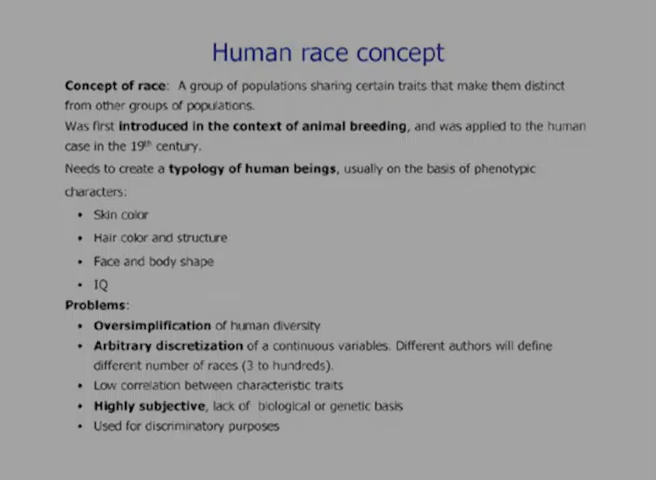 Human race concept
Concept of race: A group of populations sharing certain traits that make them distinct
from other groups of populations.
Was first introduced in the context of animal breeding, and was applied to the human
case in the 19th century.
Needs to create a typology of human beings, usually on the basis of phenotypic
characters:
• Skin color
• Hair color and structure
• Face and body shape
• IQ
Problems:
• Oversimplification of human diversity
• Arbitrary discretization of a continuous variables. Different authors will define
different number of races (3 to hundreds).
• Low correlation between characteristic traits
• Highly subjective, lack of biological or genetic basis
• Used for discriminatory purposes